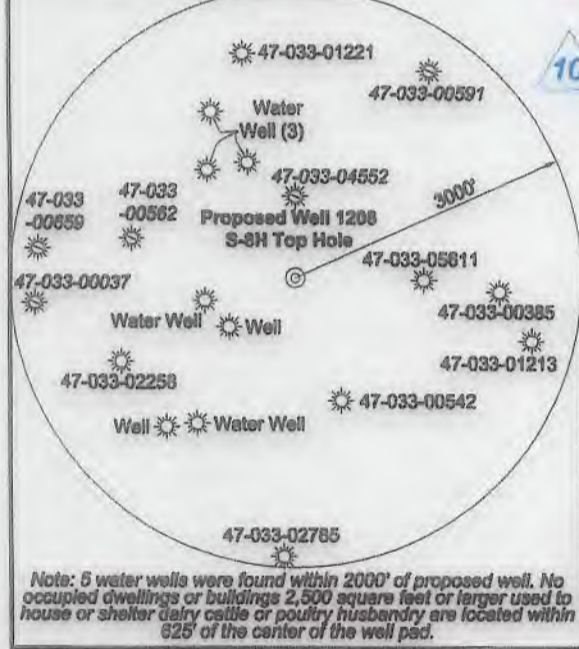 47-033-01221
10
47-033-00591
Water
Well (3)
47-033-04552
47-033
-00659
47-033
-00562
3000'
Proposed Well 1208
S-8H Top Hole
47-033-05611
47-033-00037
47-033-00385
Water Well
Well
47-033-01213
47-033-02258
47-033-00542
Well
Water Well
47-033-02785
Note: 5 water wells were found within 2000' of proposed well. No
occupied dwellings or buildings 2,500 square feet or larger used to
house or shelter dairy cattle or poultry husbandry are located within
625' of the center of the well pad.